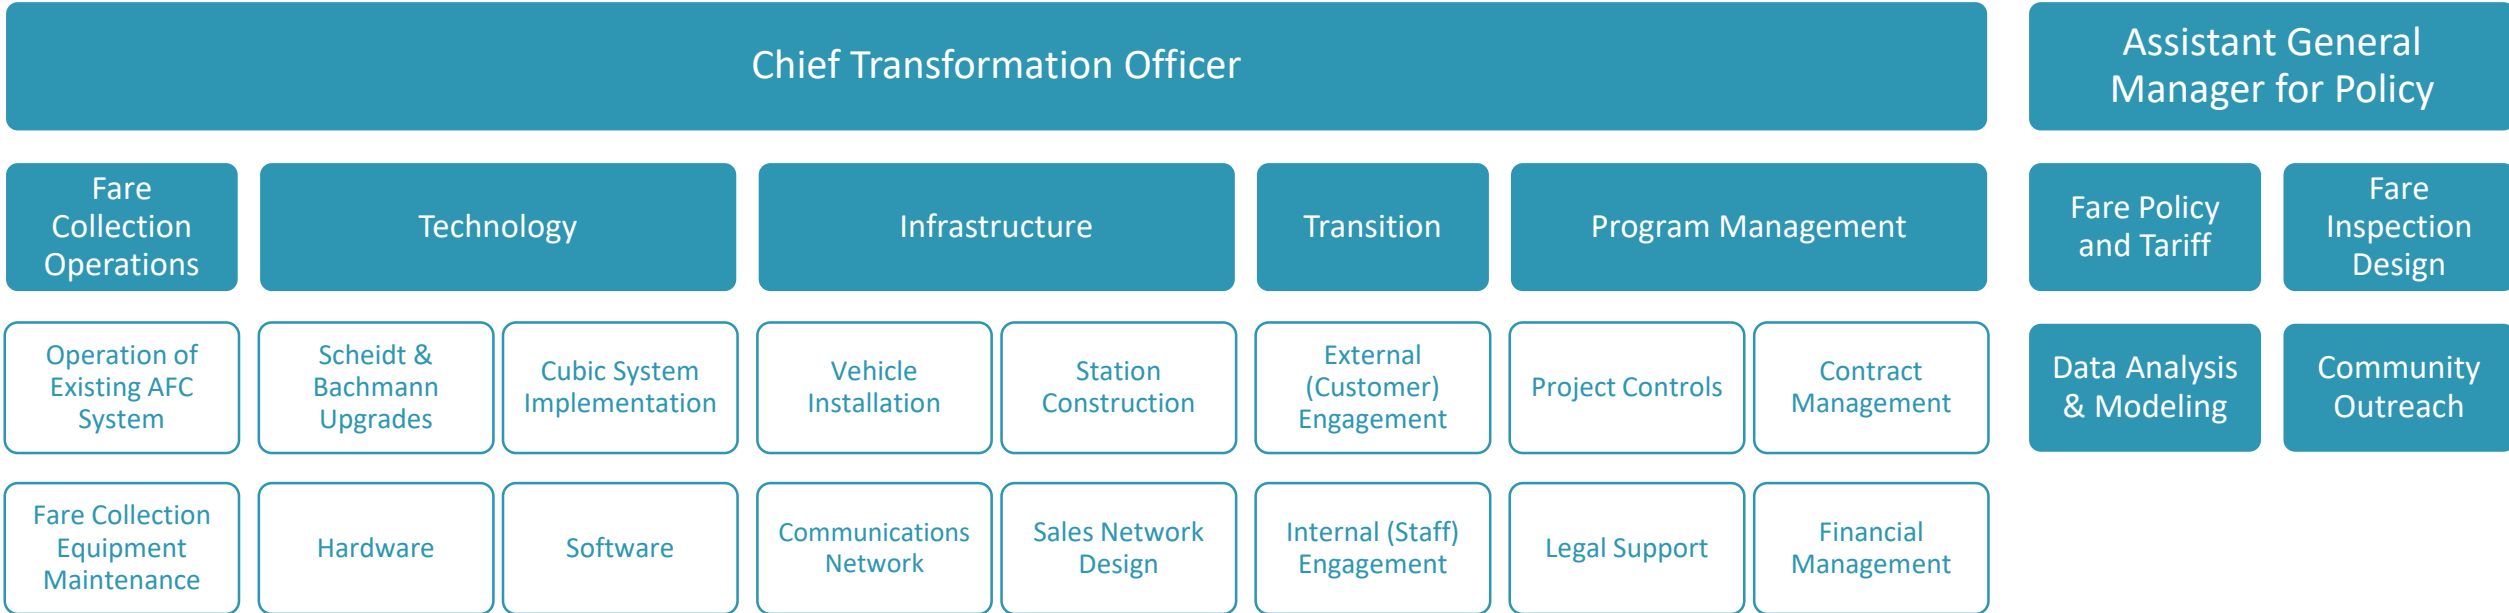 Chief Transformation Officer
Assistant General
Manager for Policy
Fare
Collection
Operations
Technology
Infrastructure
Transition
Program Management
Fare Policy
and Tariff
Fare
Inspection
Design
Operation of
Existing AFC
System
Scheidt &
Bachmann
Upgrades
Cubic System
Implementation
Vehicle
Installation
Station
Construction
External
(Customer)
Engagement
Project Controls
Contract
Management
Data Analysis
& Modeling
Community
Outreach
Fare Collection
Equipment
Maintenance
Hardware
Software
Communications
Network
Sales Network
Design
Internal (Staff)
Engagement
Legal Support
Financial
Management